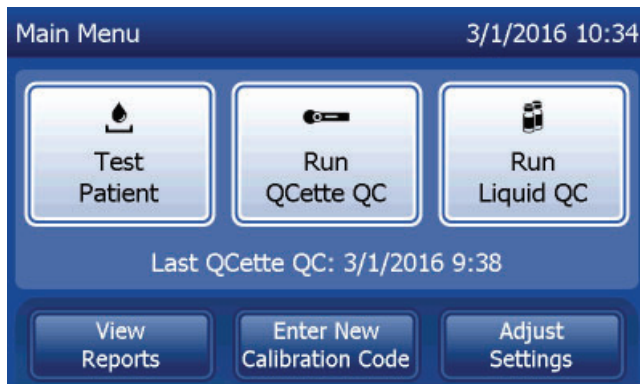 Main Menu 3/1/2016 10:34
Test
Patient
Run
QCette QC
Run
Liquid QC
Last QCette QC: 3/1/2016 9:38
View
Reports
Enter New
Calibration Code
Adjust
Settings